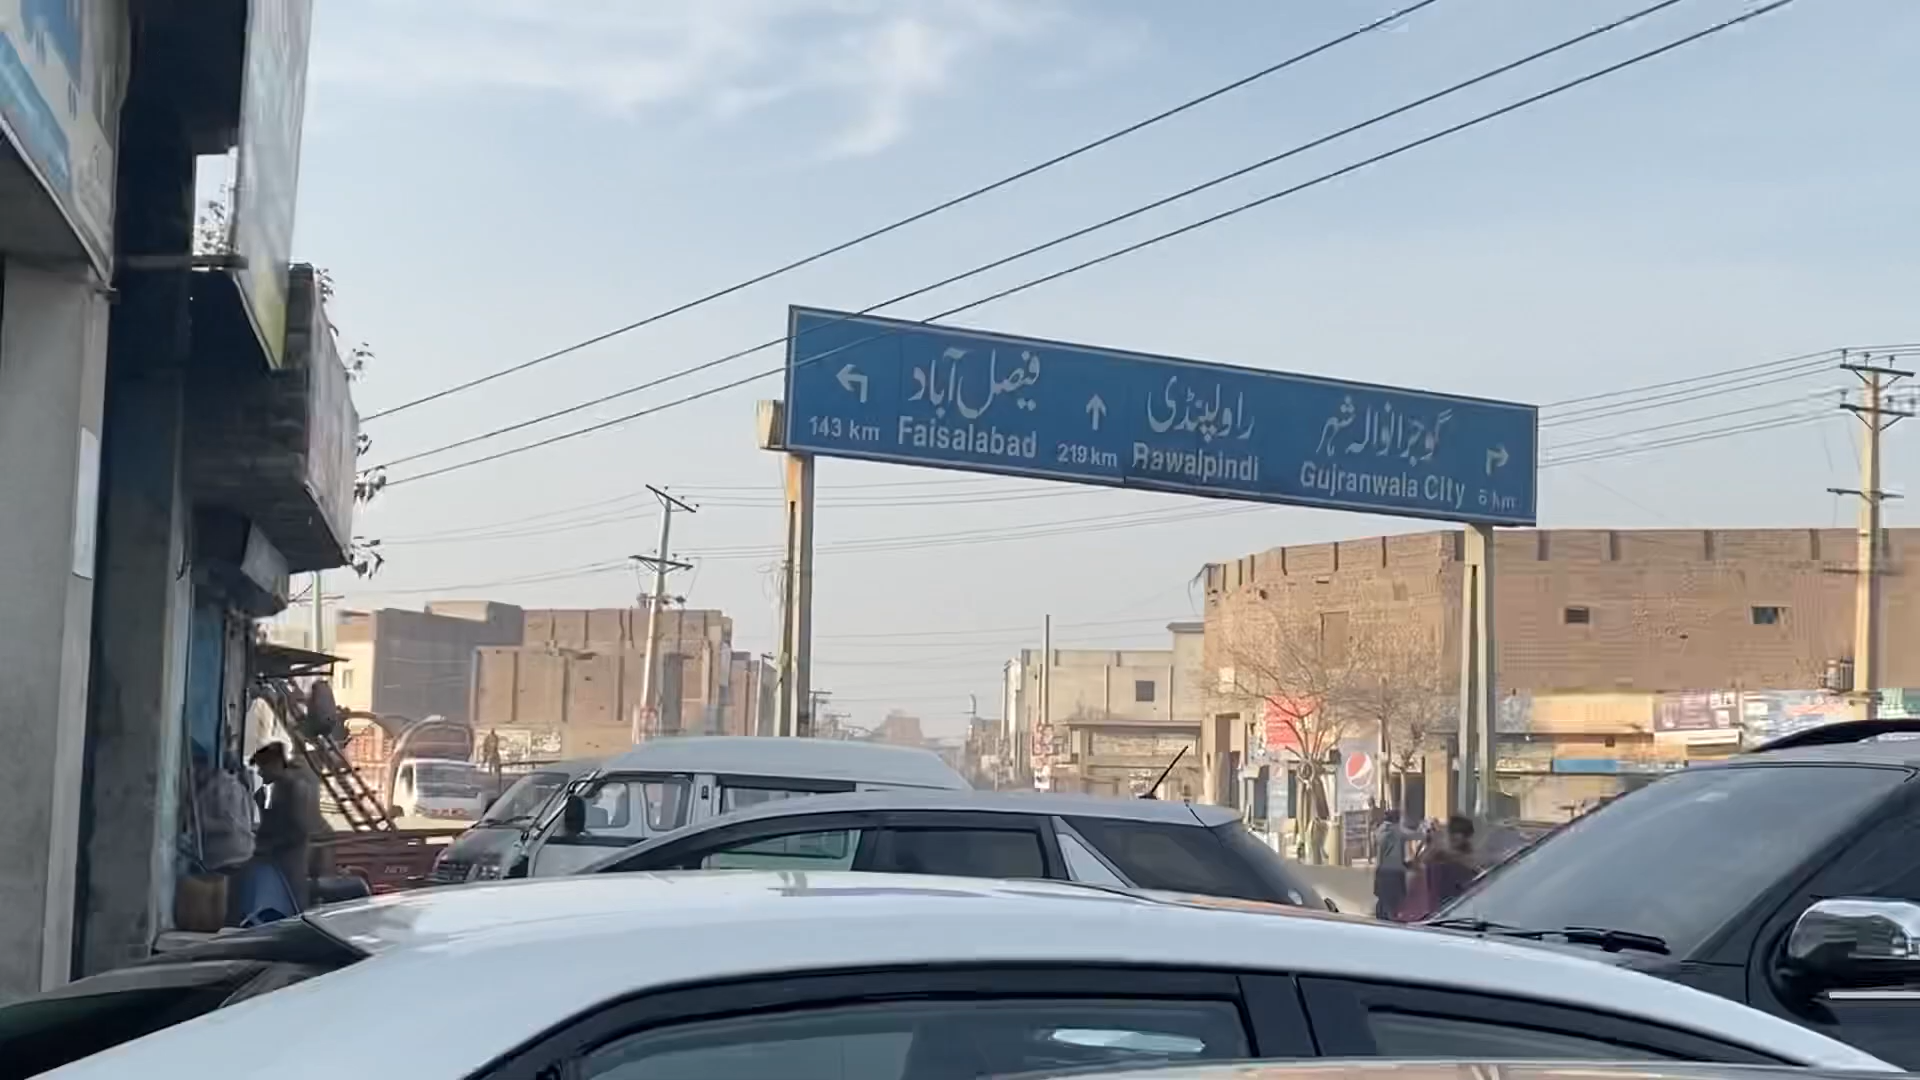 فیصل آباد
143 km Faisalabad
راولپنڈی
219 km Rawalpindi
گوجرانوالہ شہر
Gujranwala City 6 km